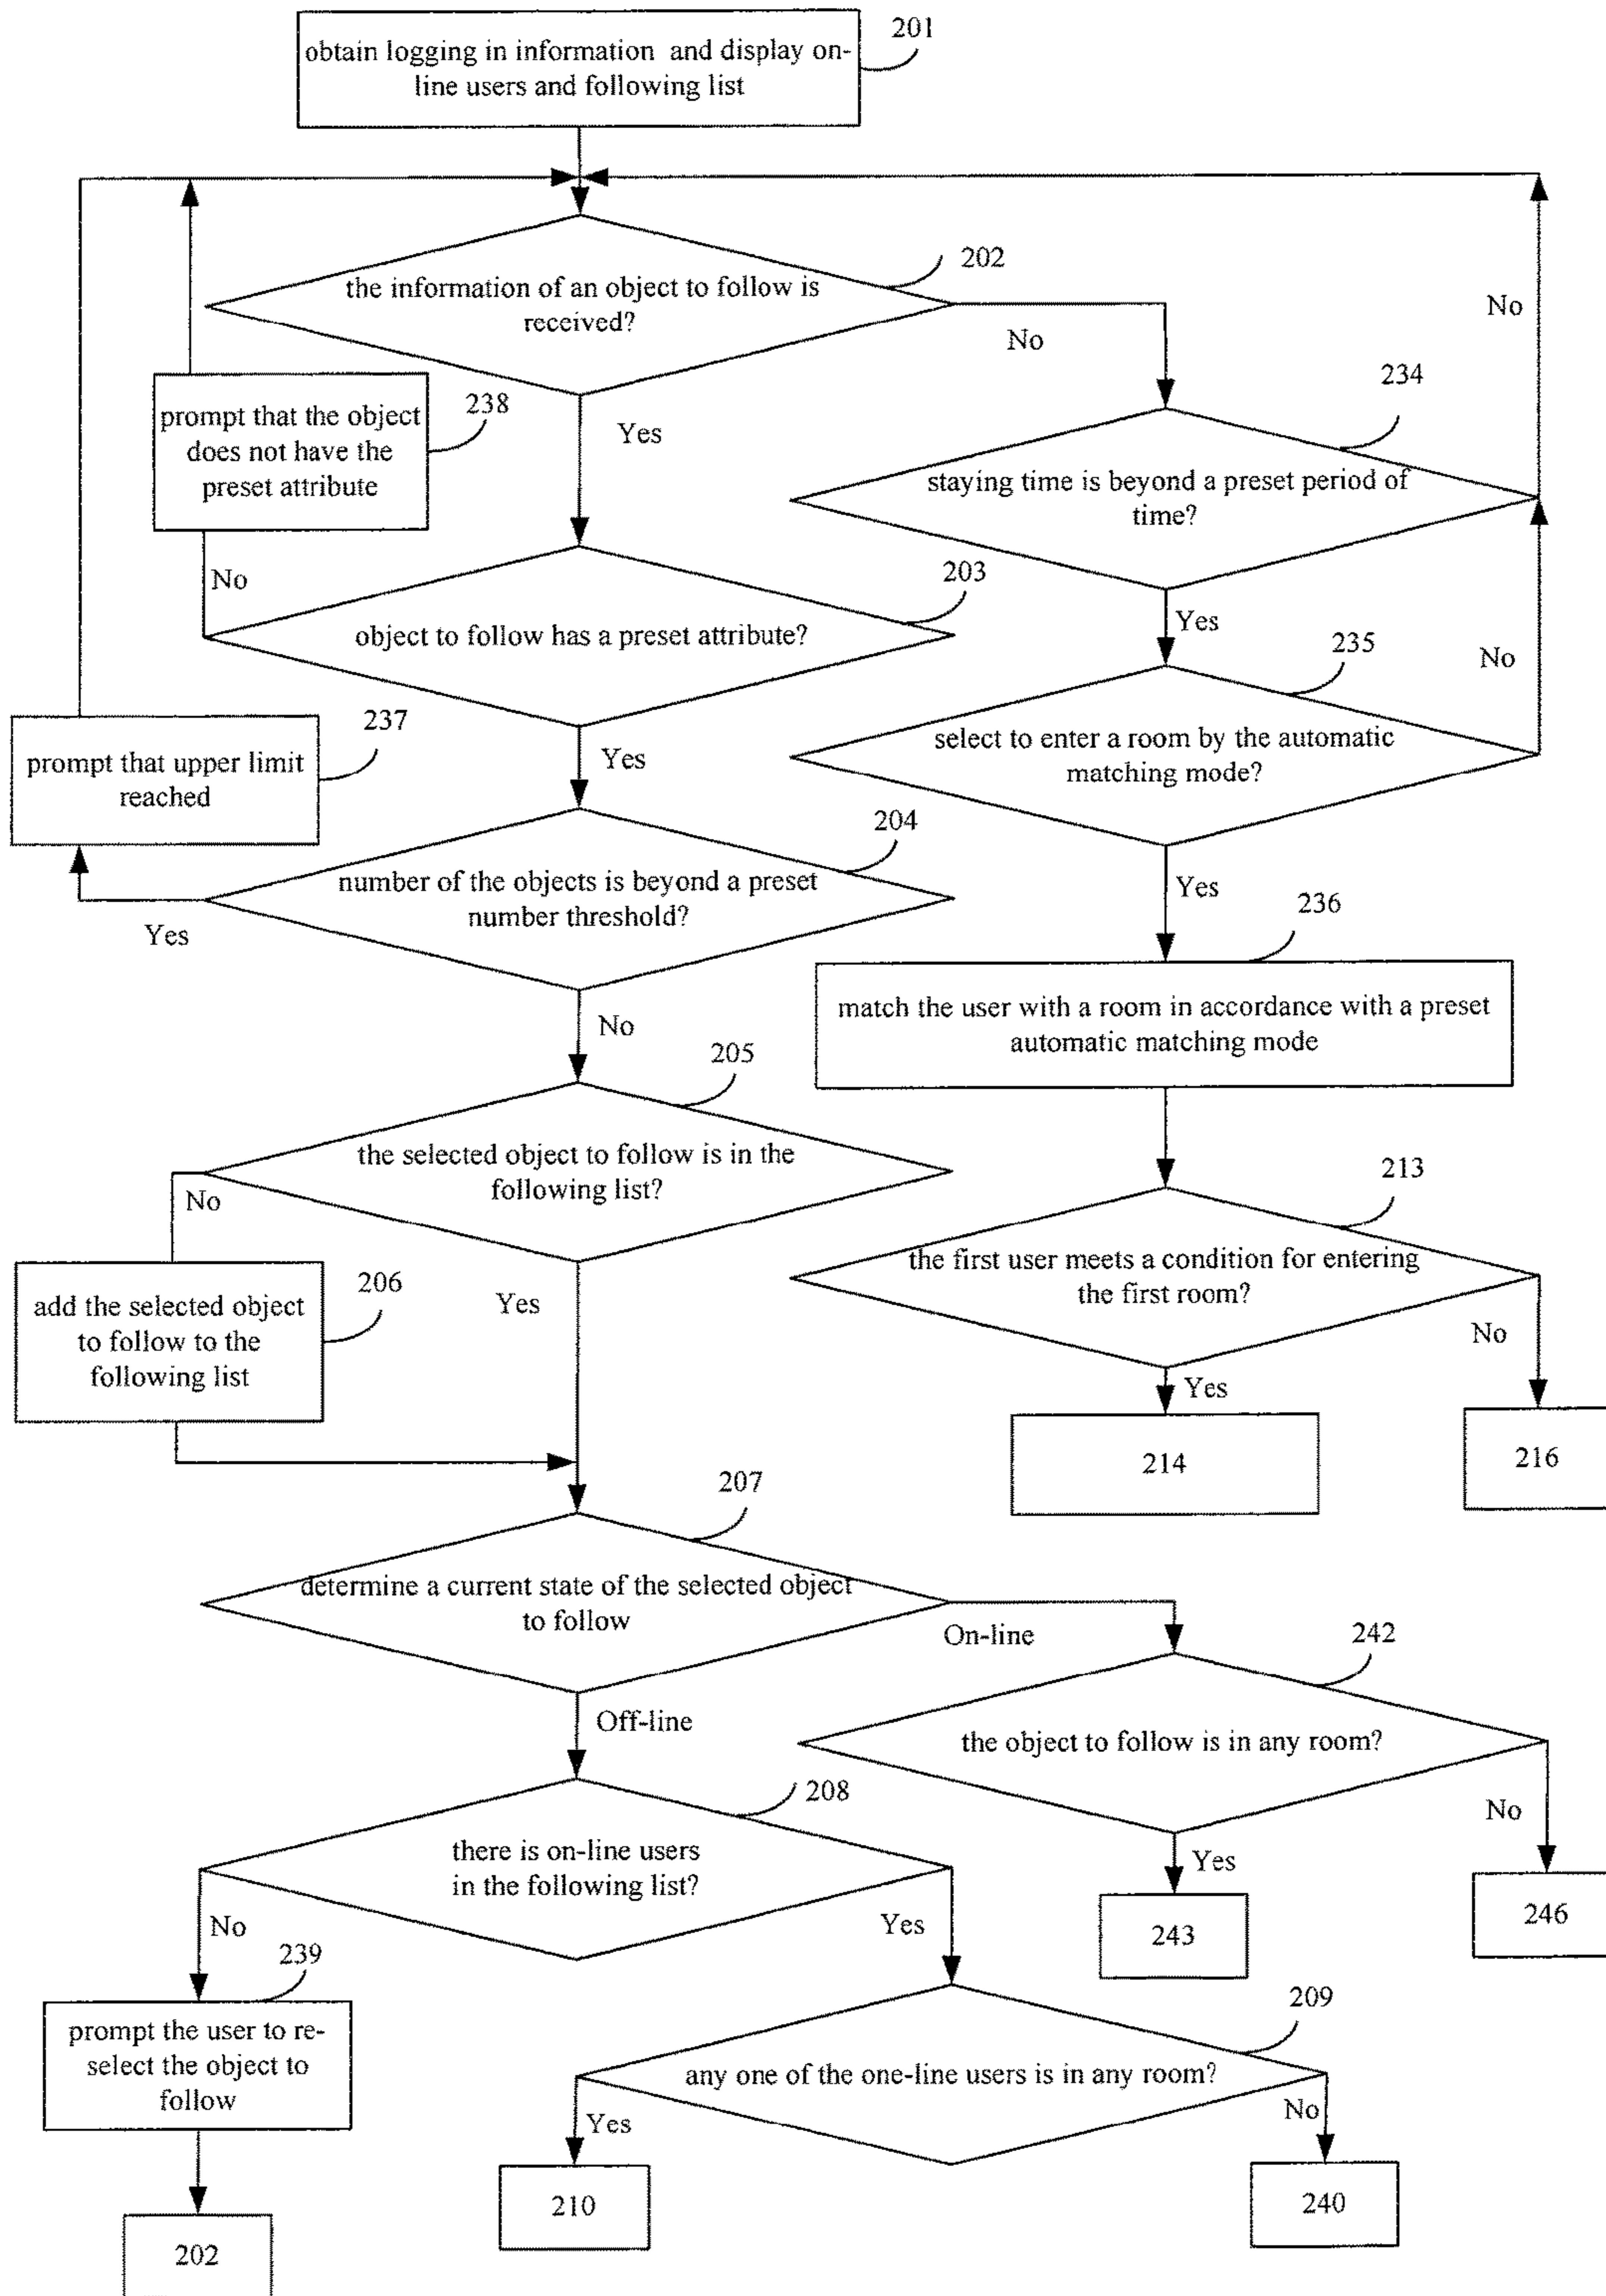 obtain logging in information and display on-
line users and following list
201
the information of an object to follow is
received?
202
No
No
234
prompt that the object
does not have the
preset attribute
238
Yes
staying time is beyond a preset period of
time?
No
203
object to follow has a preset attribute?
Yes
235
No
237
prompt that upper limit
reached
Yes
select to enter a room by the automatic
matching mode?
204
number of the objects is beyond a preset
number threshold?
Yes
Yes
236
match the user with a room in accordance with a preset
automatic matching mode
No
205
the selected object to follow is in the
following list?
No
213
the first user meets a condition for entering
the first room?
206
add the selected object
to follow to the
following list
Yes
No
Yes
214
216
207
determine a current state of the selected object
to follow
On-line
242
Off-line
the object to follow is in any room?
208
there is on-line users
in the following list?
No
Yes
No
Yes
243
246
239
prompt the user to re-
select the object to
follow
209
any one of the one-line users is in any room?
Yes
No
210
240
202